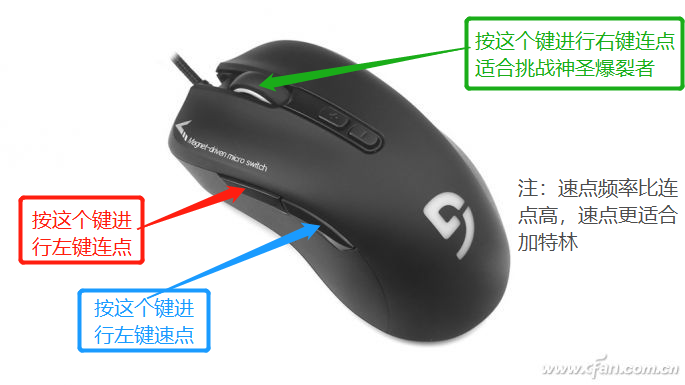 按这个键进行右键连点
适合挑战神圣爆裂者
Magnet-driven micro switch
按这个键进
行左键连点
注：速点频率比连
点高，速点更适合
加特林
按这个键进
行左键速点
www.cfan.com.cn